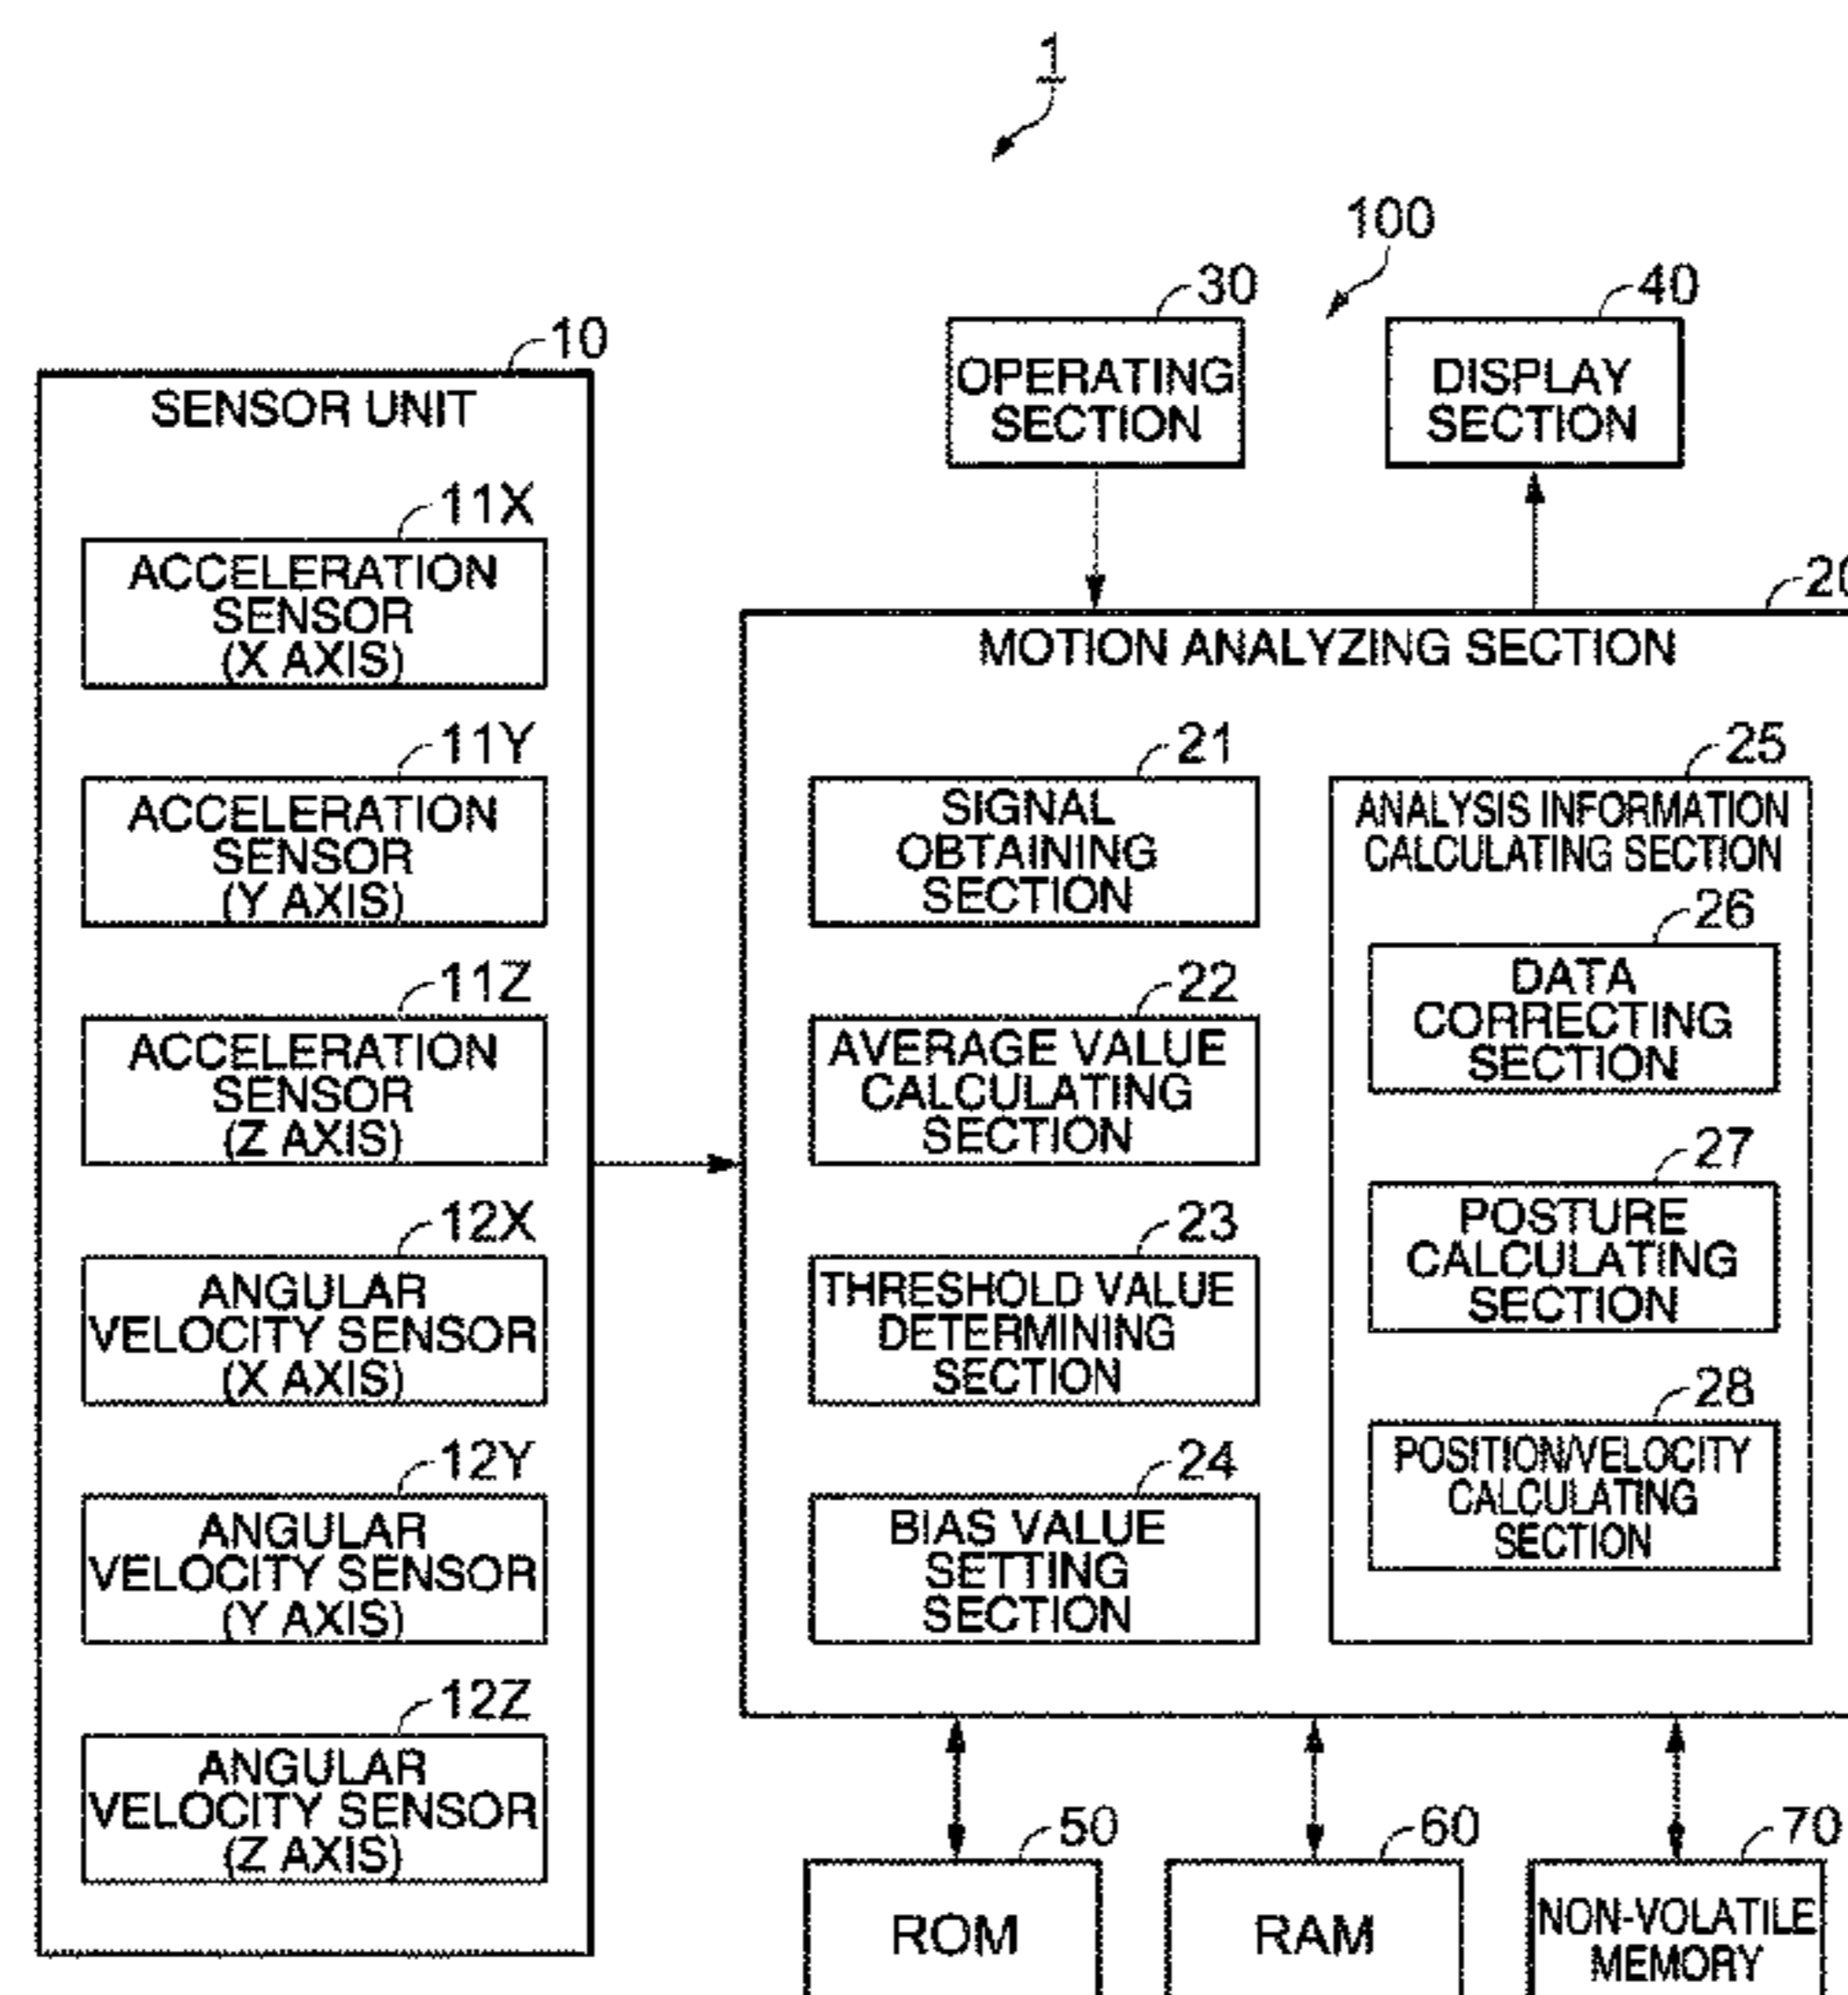 1
100
30
OPERATING
SECTION
40
DISPLAY
SECTION
10
SENSOR UNIT
11X
ACCELERATION
SENSOR
(X AXIS)
11Y
ACCELERATION
SENSOR
(Y AXIS)
11Z
ACCELERATION
SENSOR
(Z AXIS)
12X
ANGULAR
VELOCITY SENSOR
(X AXIS)
12Y
ANGULAR
VELOCITY SENSOR
(Y AXIS)
12Z
ANGULAR
VELOCITY SENSOR
(Z AXIS)
20
MOTION ANALYZING SECTION
21
SIGNAL
OBTAINING
SECTION
22
AVERAGE VALUE
CALCULATING
SECTION
23
THRESHOLD VALUE
DETERMINING
SECTION
24
BIAS VALUE
SETTING
SECTION
25
ANALYSIS INFORMATION
CALCULATING SECTION
26
DATA
CORRECTING
SECTION
27
POSTURE
CALCULATING
SECTION
28
POSITION/VELOCITY
CALCULATING
SECTION
50
ROM
60
RAM
70
NON-VOLATILE
MEMORY